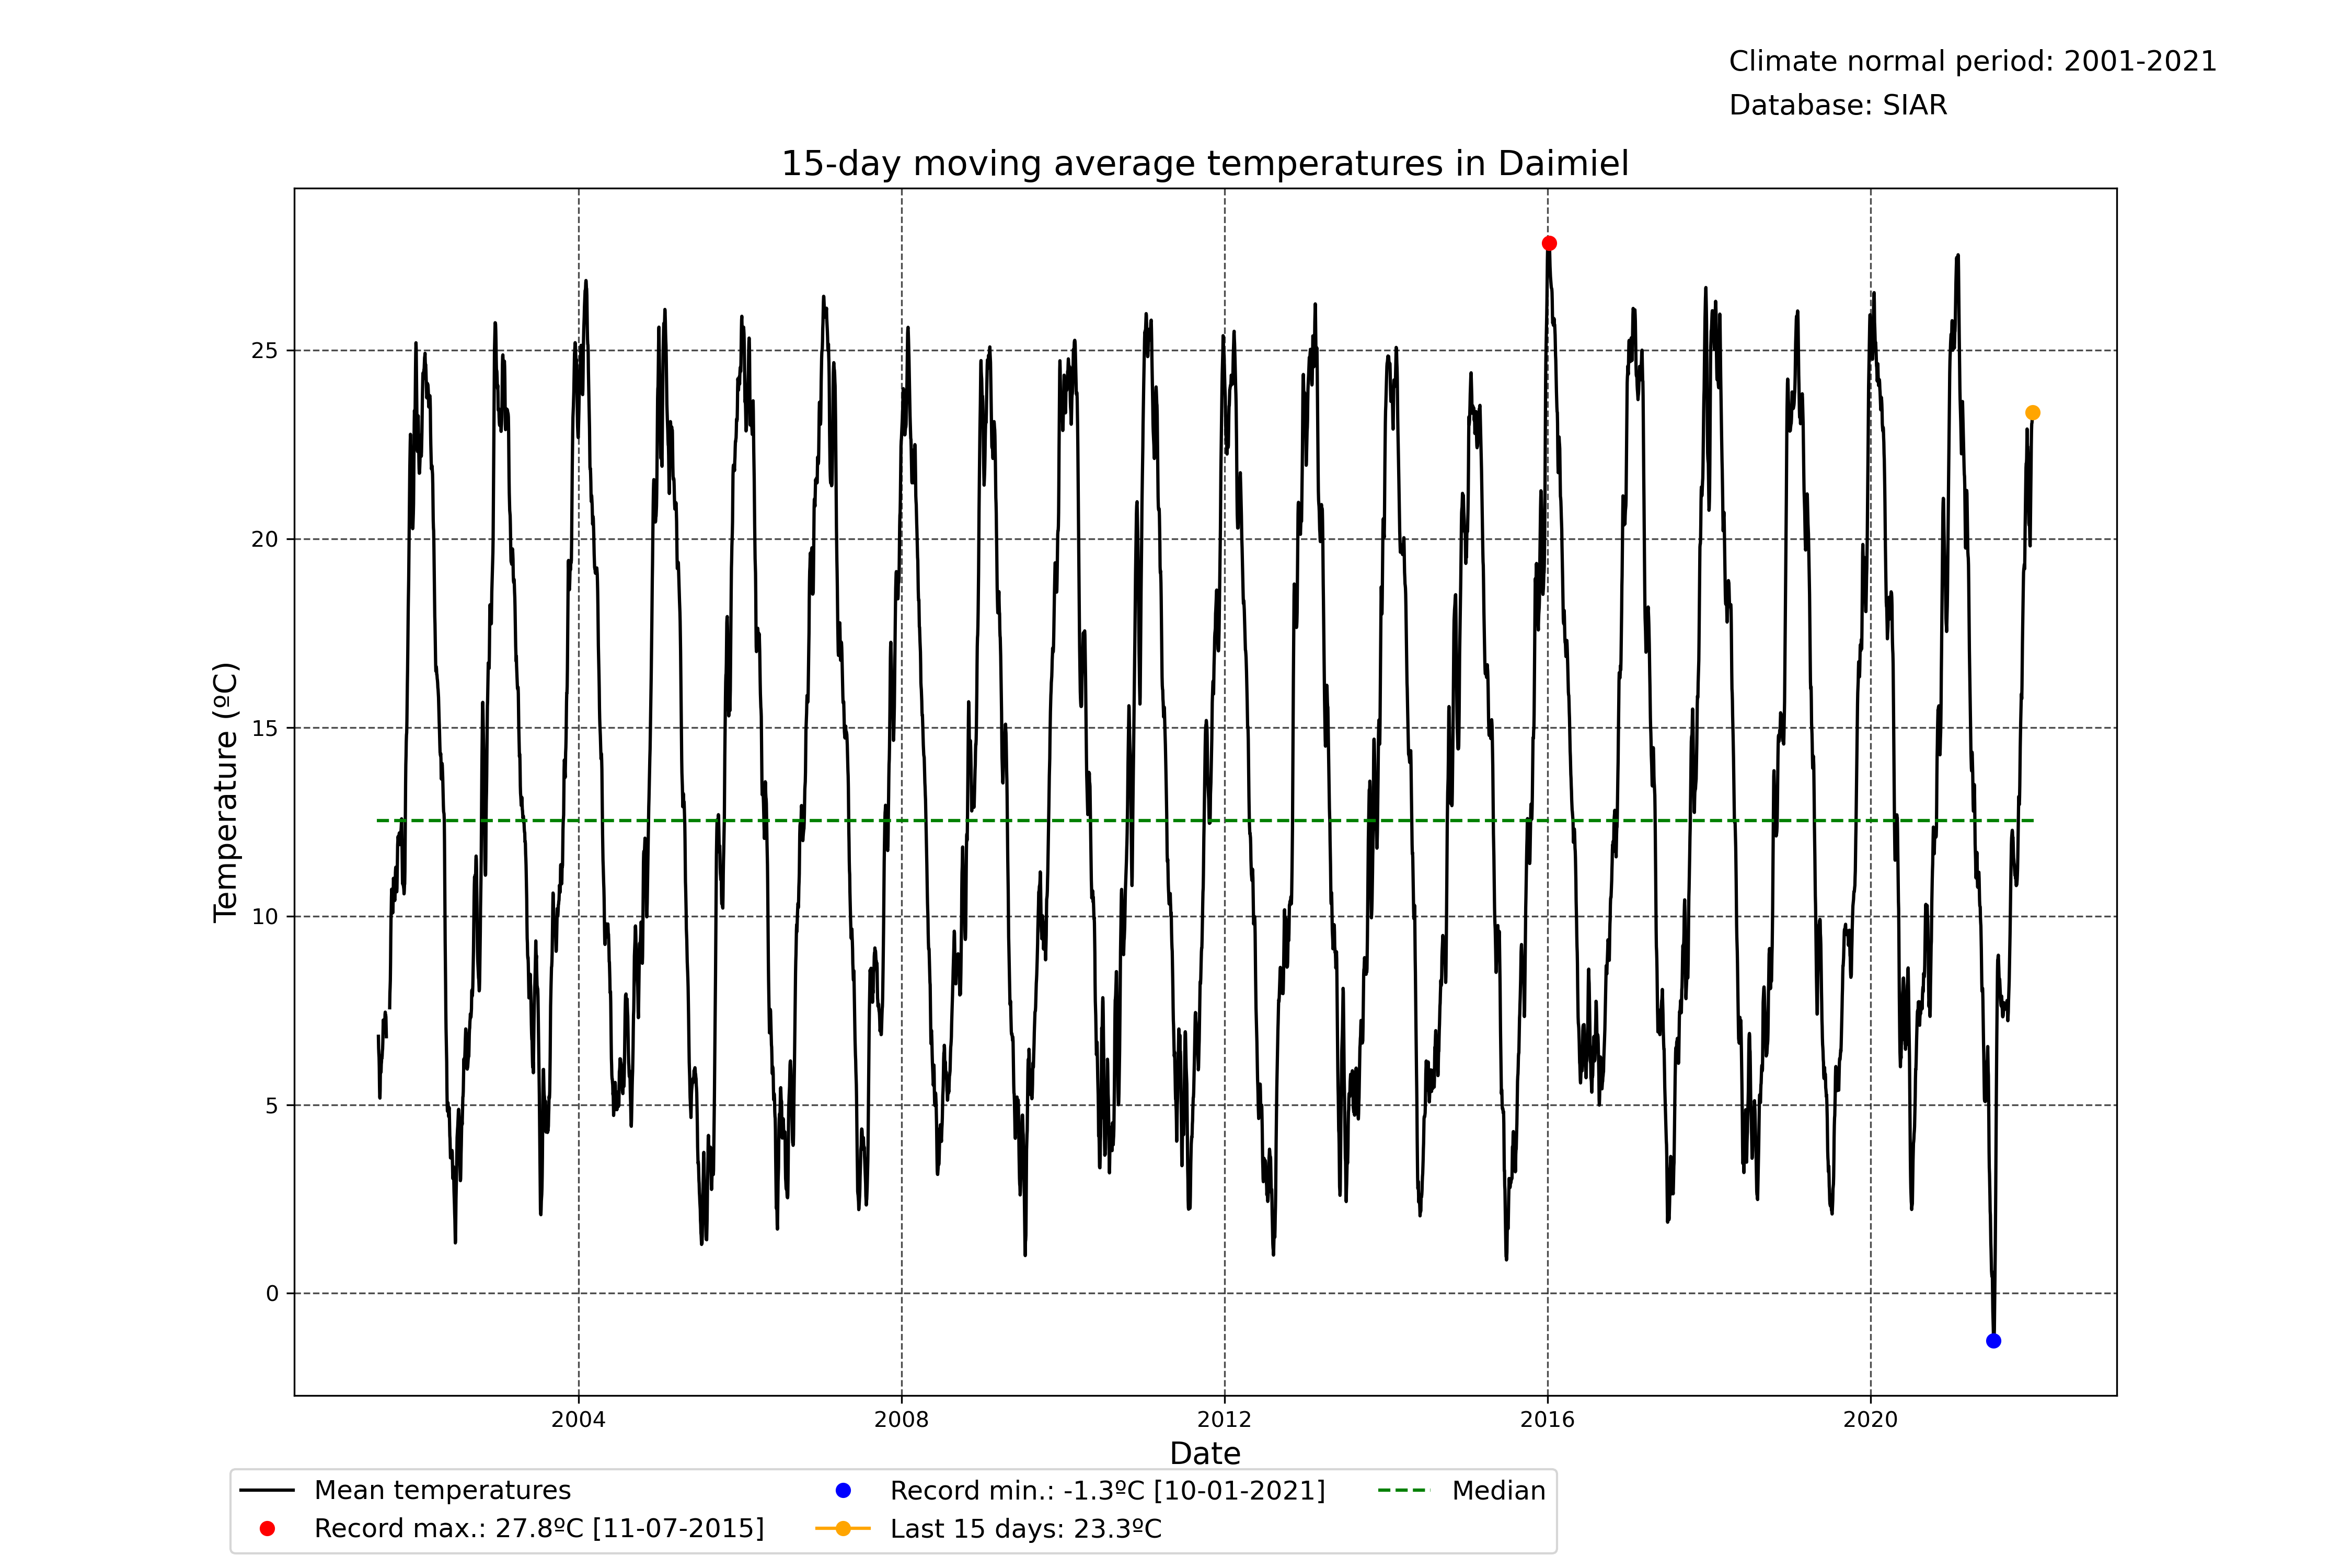 Climate normal period: 2001-2021
Database: SIAR
15-day moving average temperatures in Daimiel
25
20
15
10
5
0
Temperature (ºC)
2004 2008 2012 2016 2020
Date
Mean temperatures
Record max.: 27.8ºC [11-07-2015]
Record min.: -1.3ºC [10-01-2021]
Last 15 days: 23.3ºC
Median